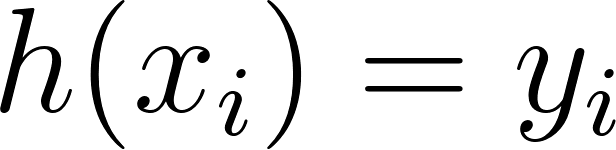 h(x_i) = y_i